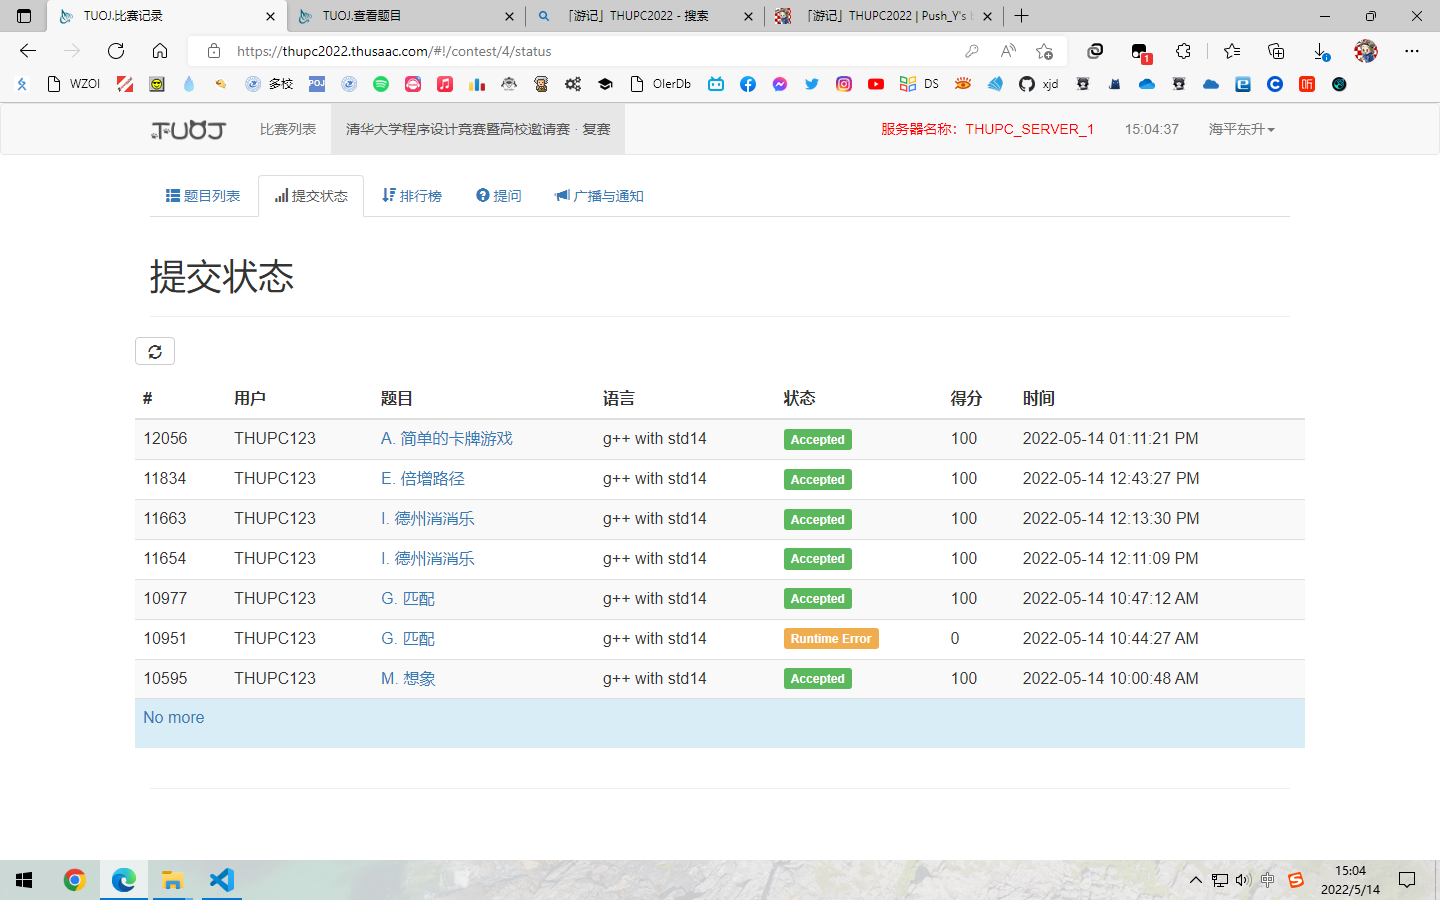 TUOJ.比赛记录
TUOJ.查看题目
「游记」THUPC2022 - 搜索
「游记」THUPC2022 | Push_Y's b
https://thupc2022.thusaac.com/#!/contest/4/status
1
WZOI
多校
POJ
OIerDb
DS
xjd
TUOJ
比赛列表
清华大学程序设计竞赛暨高校邀请赛 · 复赛
服务器名称：THUPC_SERVER_1
15:04:37
海平东升
题目列表
提交状态
排行榜
提问
广播与通知
提交状态
# 用户 题目 语言 状态 得分 时间
12056 THUPC123 A. 简单的卡牌游戏 g++ with std14 Accepted 100 2022-05-14 01:11:21 PM
11834 THUPC123 E. 倍增路径 g++ with std14 Accepted 100 2022-05-14 12:43:27 PM
11663 THUPC123 I. 德州消消乐 g++ with std14 Accepted 100 2022-05-14 12:13:30 PM
11654 THUPC123 I. 德州消消乐 g++ with std14 Accepted 100 2022-05-14 12:11:09 PM
10977 THUPC123 G. 匹配 g++ with std14 Accepted 100 2022-05-14 10:47:12 AM
10951 THUPC123 G. 匹配 g++ with std14 Runtime Error 0 2022-05-14 10:44:27 AM
10595 THUPC123 M. 想象 g++ with std14 Accepted 100 2022-05-14 10:00:48 AM
No more
中
15:04
2022/5/14